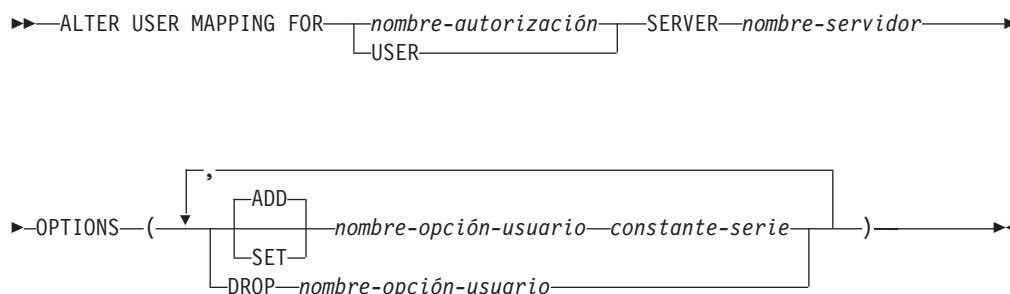 ALTER USER MAPPING FOR nombre-autorización SERVER nombre-servidor
USER
,
ADD
OPTIONS ( nombre-opción-usuario constante-serie )
SET
DROP nombre-opción-usuario